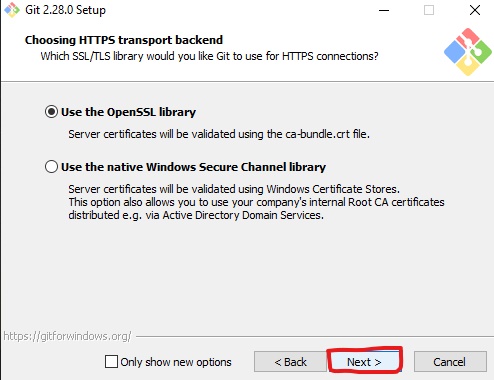 Git 2.28.0 Setup
Choosing HTTPS transport backend
Which SSL/TLS library would you like Git to use for HTTPS connections?
Use the OpenSSL library
Server certificates will be validated using the ca-bundle.crt file.
Use the native Windows Secure Channel library
Server certificates will be validated using Windows Certificate Stores.
This option also allows you to use your company's internal Root CA certificates
distributed e.g. via Active Directory Domain Services.
https://gitforwindows.org/
Only show new options
< Back
Next >
Cancel